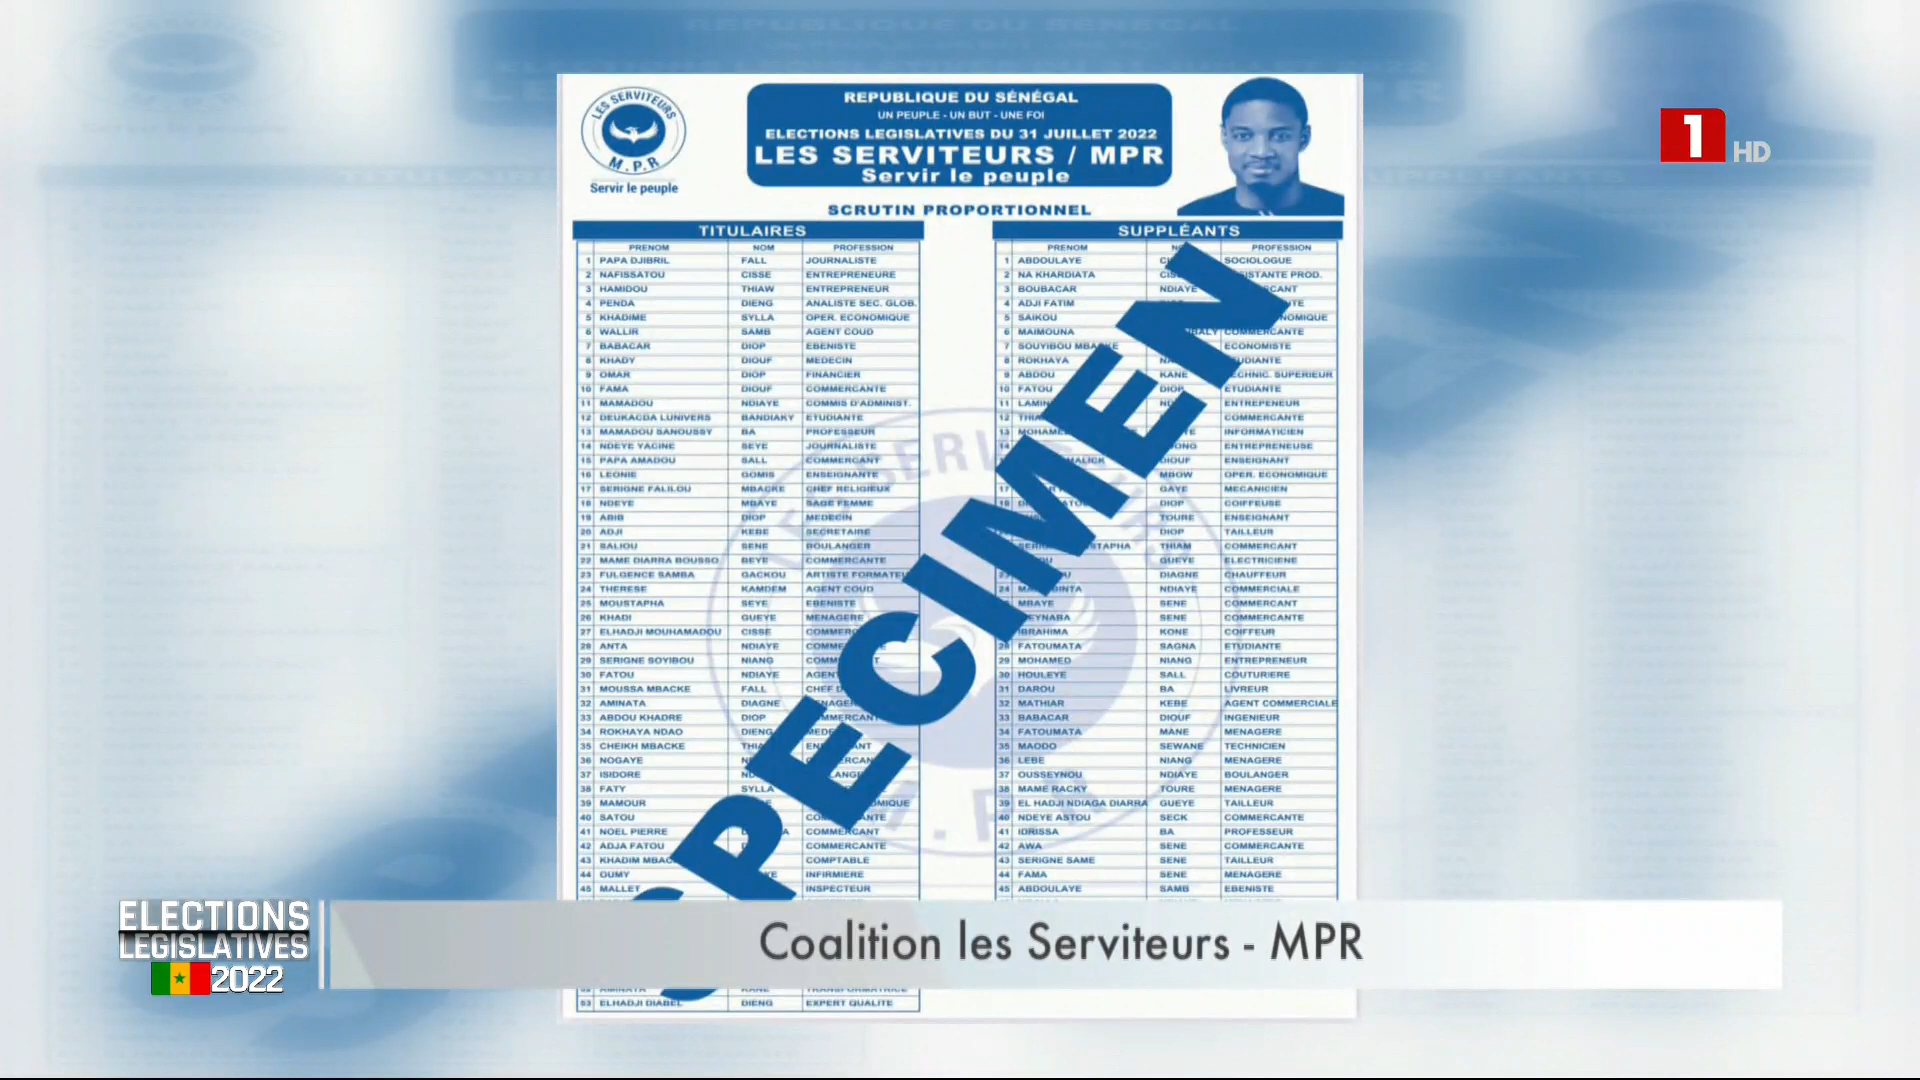 1 HD
LES SERVITEURS
M.P.R
Servir le peuple
REPUBLIQUE DU SÉNÉGAL
UN PEUPLE - UN BUT - UNE FOI
ELECTIONS LEGISLATIVES DU 31 JUILLET 2022
LES SERVITEURS / MPR
Servir le peuple
SCRUTIN PROPORTIONNEL
TITULAIRES
PRENOM NOM PROFESSION
1 PAPA DJIBRIL FALL JOURNALISTE
2 NAFISSATOU CISSE ENTREPRENEURE
3 HAMIDOU THIAW ENTREPRENEUR
4 PENDA DIENG ANALISTE SEC. GLOB.
5 KHADIME SYLLA OPER. ECONOMIQUE
6 WALLIR SAMB AGENT COUD
7 BABACAR DIOP EBENISTE
8 KHADY DIOUF MEDECIN
9 OMAR DIOP FINANCIER
10 FAMA DIOUF COMMERCANTE
11 MAMADOU NDIAYE COMMIS D'ADMINIST.
12 DEUKAGDA LUNIVERS BANDIAKY ETUDIANTE
13 MAMADOU SANOUSSY BA PROFESSEUR
14 NDEYE YACINE SEYE JOURNALISTE
15 PAPA AMADOU SALL COMMERCANT
16 LEONIE GOMIS ENSEIGNANTE
17 SERIGNE FALILOU MBACKE CHEF RELIGIEUX
18 NDEYE MBAYE SAGE FEMME
19 ABIB DIOP MEDECIN
20 ADJI KEBE SECRETAIRE
21 SALIOU SENE BOULANGER
22 MAME DIARRA BOUSSO BEYE COMMERCANTE
23 FULGENCE SAMBA GACKOU ARTISTE FORMATEU
24 THERESE KAMDEM AGENT COUD
25 MOUSTAPHA SEYE EBENISTE
26 KHADI GUEYE MENAGERE
27 ELHADJI MOUHAMADOU CISSE
28 ANTA NDIAYE
29 SERIGNE SOYIBOU NIANG
30 FATOU NDIAYE AGENT
31 MOUSSA MBACKE FALL CHEF
32 AMINATA DIAGNE
33 ABDOU KHADRE DIOP
34 ROKHAYA NDAO DIENG
35 CHEIKH MBACKE
36 NOGAYE
37 ISIDORE
38 FATY SYLLA
39 MAMOUR
40 SATOU
41 NOEL PIERRE COMMERCANT
42 ADJA FATOU COMMERCANTE
43 KHADIM COMPTABLE
44 OUMY INFIRMIERE
45 MALLET INSPECTEUR
53 ELHADJI DIABEL DIENG EXPERT QUALITE
SUPPLÉANTS
PRENOM PROFESSION
1 ABDOULAYE SOCIOLOGUE
2 NA KHARDIATA PROD.
3 BOUBACAR NDIAYE
4 ADJI FATIM
5 SAIKOU
6 MAIMOUNA COMMERCANTE
7 SOUYIBOU ECONOMISTE
8 ROKHAYA
9 ABDOU KANE SUPERIEUR
10 FATOU DIOP ETUDIANTE
11 ENTREPENEUR
12 COMMERCANTE
13 INFORMATICIEN
14 ENTREPRENEUSE
DIOUF ENSEIGNANT
MBOW OPER. ECONOMIQUE
17 GAYE MECANICIEN
18 DIOP COIFFEUSE
TOURE ENSEIGNANT
DIOP TAILLEUR
THIAM COMMERCANT
GUEYE ELECTRICIENE
DIAGNE CHAUFFEUR
24 NDIAYE COMMERCIALE
MBAYE SENE COMMERCANT
SENE COMMERCANTE
IBRAHIMA KONE COIFFEUR
28 FATOUMATA SAGNA ETUDIANTE
29 MOHAMED NIANG ENTREPRENEUR
30 HOULEYE SALL COUTURIERE
31 DAROU BA LIVREUR
32 MATHIAR KEBE AGENT COMMERCIALE
33 BABACAR DIOUF INGENIEUR
34 FATOUMATA MANE MENAGERE
35 MAODO SEWANE TECHNICIEN
36 LEBE NIANG MENAGERE
37 OUSSEYNOU NDIAYE BOULANGER
38 MAME RACKY TOURE MENAGERE
39 EL HADJI NDIAGA DIARRA GUEYE TAILLEUR
40 NDEYE ASTOU SECK COMMERCANTE
41 IDRISSA BA PROFESSEUR
42 AWA SENE COMMERCANTE
43 SERIGNE SAME SENE TAILLEUR
44 FAMA SENE MENAGERE
45 ABDOULAYE SAMB EBENISTE
SPECIMEN
ELECTIONS
LEGISLATIVES
2022
Coalition les Serviteurs - MPR